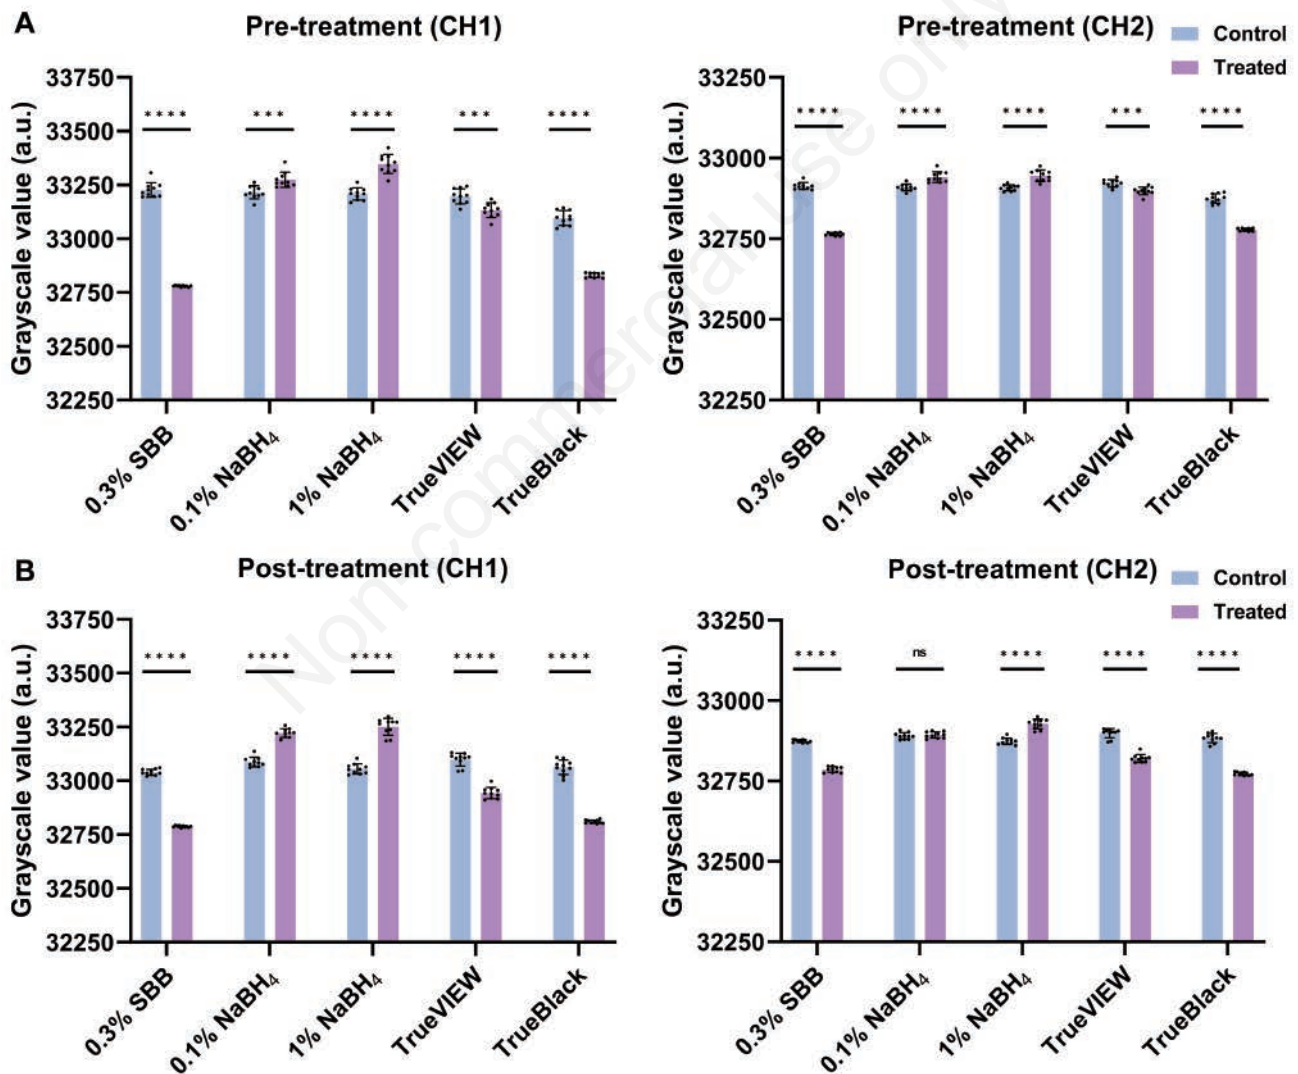 A
Pre-treatment (CH1)
Grayscale value (a.u.)
33750
33500
33250
33000
32750
32500
32250
**** *** **** *** ****
0.3% SBB
0.1% NaBH4
1% NaBH4
TrueVIEW
TrueBlack
Pre-treatment (CH2)
Control
Treated
Grayscale value (a.u.)
33250
33000
32750
32500
32250
**** **** **** *** ****
0.3% SBB
0.1% NaBH4
1% NaBH4
TrueVIEW
TrueBlack
B
Post-treatment (CH1)
Grayscale value (a.u.)
33750
33500
33250
33000
32750
32500
32250
**** **** **** **** ****
0.3% SBB
0.1% NaBH4
1% NaBH4
TrueVIEW
TrueBlack
Post-treatment (CH2)
Control
Treated
Grayscale value (a.u.)
33250
33000
32750
32500
32250
**** ns **** **** ****
0.3% SBB
0.1% NaBH4
1% NaBH4
TrueVIEW
TrueBlack
Non-commercial use only